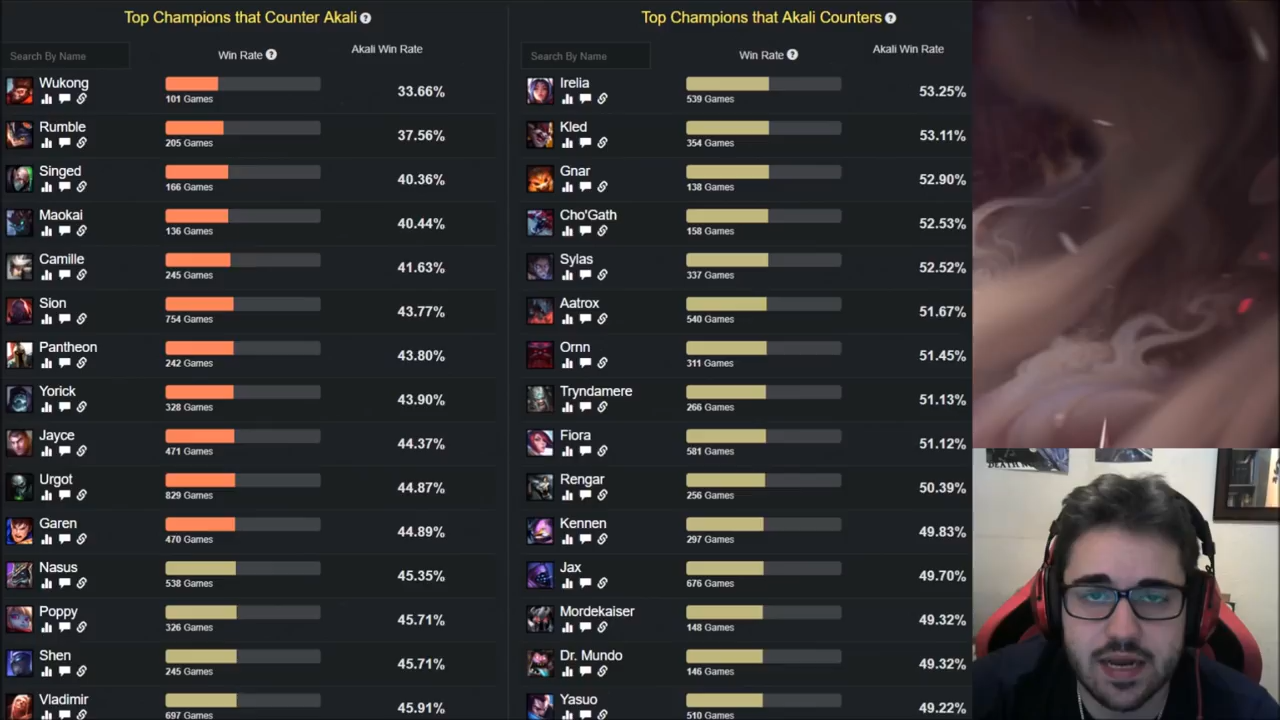 Top Champions that Counter Akali ?
Search By Name
Win Rate ?
Akali Win Rate
Wukong
101 Games
33.66%
Rumble
205 Games
37.56%
Singed
166 Games
40.36%
Maokai
136 Games
40.44%
Camille
245 Games
41.63%
Sion
754 Games
43.77%
Pantheon
242 Games
43.80%
Yorick
328 Games
43.90%
Jayce
471 Games
44.37%
Urgot
829 Games
44.87%
Garen
470 Games
44.89%
Nasus
538 Games
45.35%
Poppy
326 Games
45.71%
Shen
245 Games
45.71%
Vladimir
697 Games
45.91%
Top Champions that Akali Counters ?
Search By Name
Win Rate ?
Akali Win Rate
Irelia
539 Games
53.25%
Kled
354 Games
53.11%
Gnar
138 Games
52.90%
Cho'Gath
158 Games
52.53%
Sylas
337 Games
52.52%
Aatrox
540 Games
51.67%
Ornn
311 Games
51.45%
Tryndamere
266 Games
51.13%
Fiora
581 Games
51.12%
Rengar
256 Games
50.39%
Kennen
297 Games
49.83%
Jax
676 Games
49.70%
Mordekaiser
148 Games
49.32%
Dr. Mundo
146 Games
49.32%
Yasuo
510 Games
49.22%
DEATH